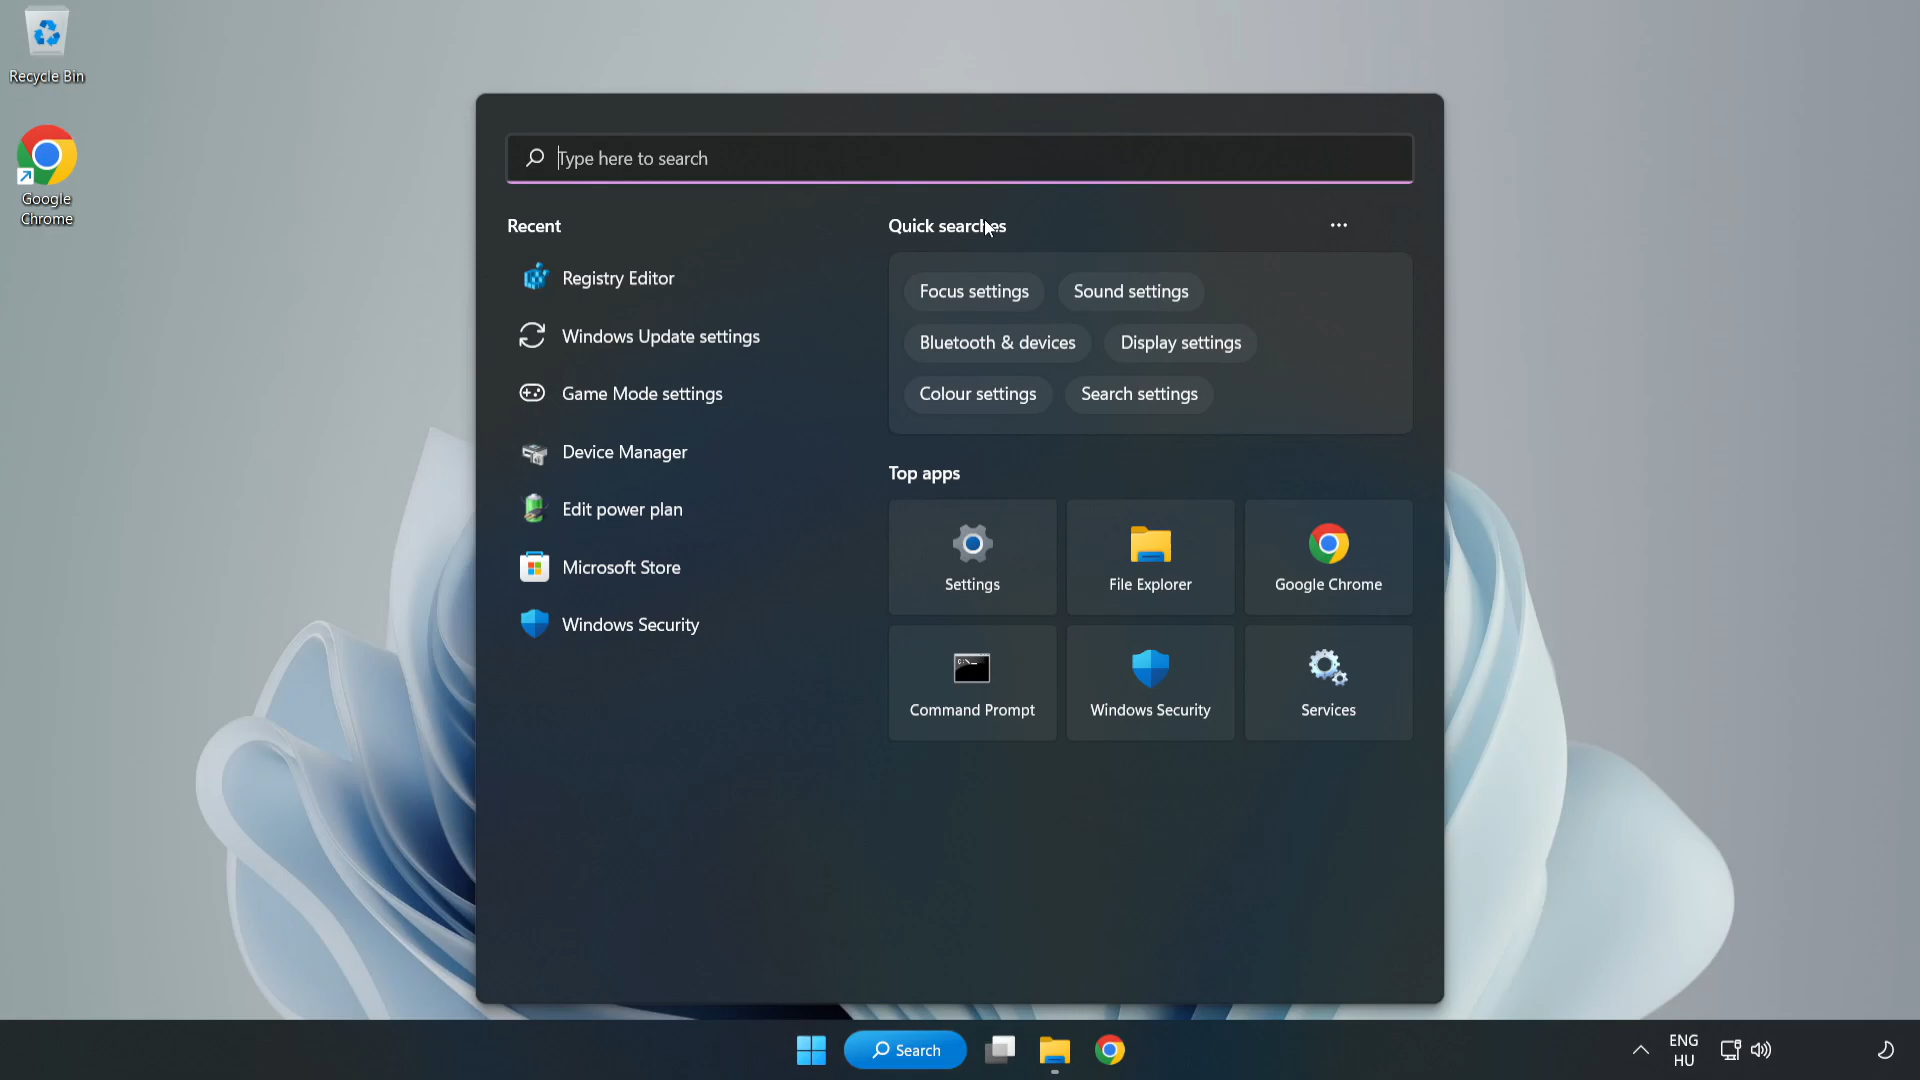 Recycle Bin
Google
Chrome
Type here to search
Recent
Registry Editor
Windows Update settings
Game Mode settings
Device Manager
Edit power plan
Microsoft Store
Windows Security
Quick searches
Focus settings
Sound settings
Bluetooth & devices
Display settings
Colour settings
Search settings
Top apps
Settings
File Explorer
Google Chrome
Command Prompt
Windows Security
Services
Search
ENG
HU